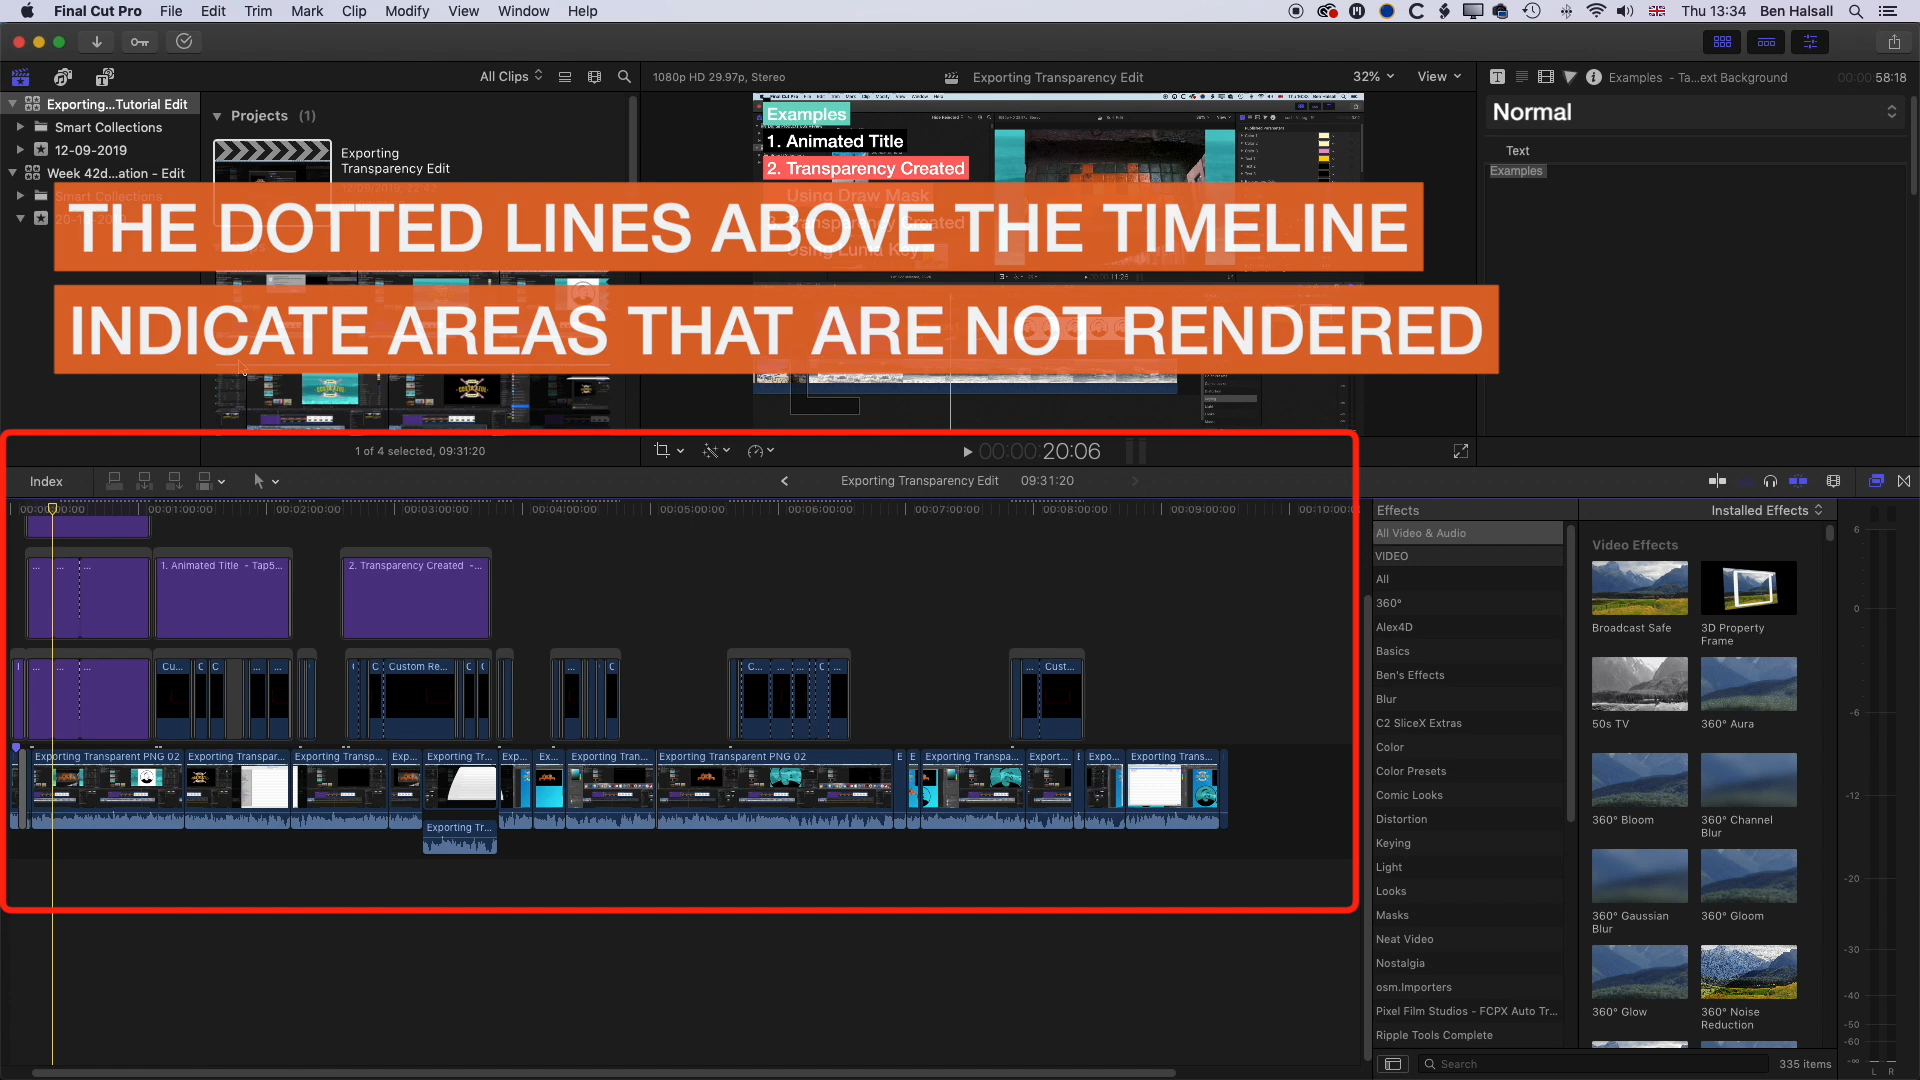 Final Cut Pro File Edit Trim Mark Clip Modify View Window Help
Thu 13:34 Ben Halsall
All Clips
1080p HD 29.97p, Stereo
Exporting Transparency Edit
32%
View
Examples - Ta...ext Background
00:00:58:18
Exporting...Tutorial Edit
Smart Collections
12-09-2019
Week 42d...ation - Edit
Smart Collections
Projects (1)
Exporting
Transparency Edit
12/09/2019, 22:42
Examples
1. Animated Title
2. Transparency Created
Using Draw Mask
3. Transparency Created
Using Luma Key
Normal
Text
Examples
THE DOTTED LINES ABOVE THE TIMELINE
INDICATE AREAS THAT ARE NOT RENDERED
1 of 4 selected, 09:31:20
00:00:20:06
Index
Exporting Transparency Edit
09:31:20
00:00:00:00
00:01:00:00
00:02:00:00
00:03:00:00
00:04:00:00
00:05:00:00
00:06:00:00
00:07:00:00
00:08:00:00
00:09:00:00
00:10:00:0
... ... ... 1. Animated Title - Tap5... 2. Transparency Created -...
... ... ... Cu... C C ... ... C Custom Re... C C ... C C... ... ... C ... ... Cust...
Exporting Transparent PNG 02 Exporting Transpar... Exporting Transp... Exp... Exporting Tr... Exp... Ex... Exporting Tran... Exporting Transparent PNG 02 E E Exporting Transpa... Export... E Expo... Exporting Trans...
Exporting Tr...
Effects
Installed Effects
All Video & Audio
VIDEO
All
360°
Alex4D
Basics
Ben's Effects
Blur
C2 SliceX Extras
Color
Color Presets
Comic Looks
Distortion
Keying
Light
Looks
Masks
Neat Video
Nostalgia
osm.Importers
Pixel Film Studios - FCPX Auto Tr...
Ripple Tools Complete
Video Effects
Broadcast Safe
3D Property
Frame
50s TV
360° Aura
360° Bloom
360° Channel
Blur
360° Gaussian
Blur
360° Gloom
360° Glow
360° Noise
Reduction
Search
335 items
6
0
-6
-12
-20
-30
-40
-50
-60
-∞
L R